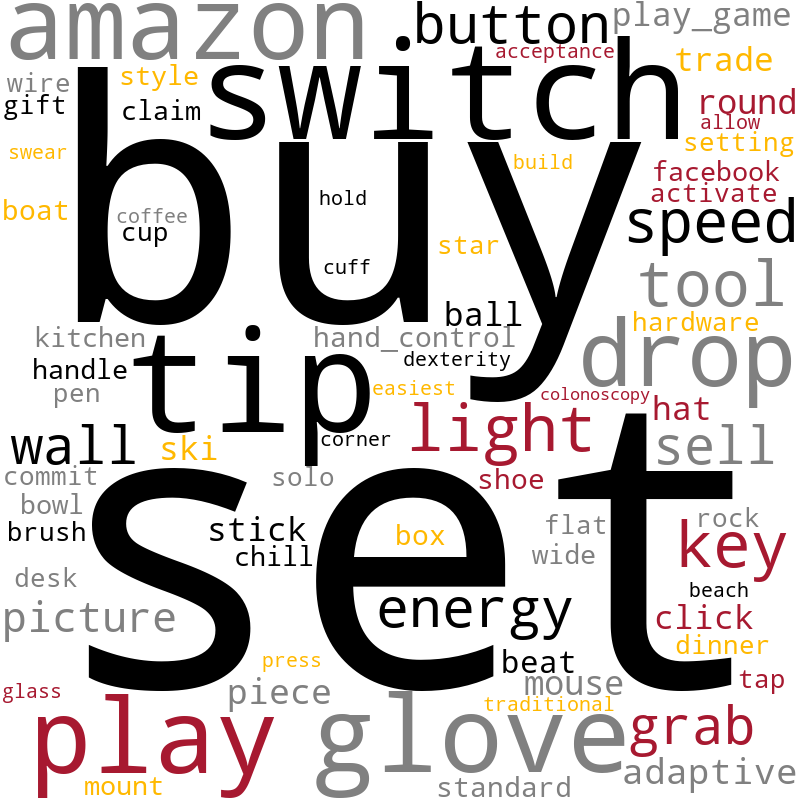 amazon
button
play_game
switch
acceptance
trade
wire
style
gift
claim
round
allow
setting
swear
buy
build
facebook
activate
boat
coffee
cup
hold
speed
star
cuff
tool
ball
hardware
kitchen
tip
hand_control
drop
handle
dexterity
pen
easiest
colonoscopy
hat
light
wall
ski
corner
sell
commit
solo
shoe
set
bowl
brush
stick
box
flat
rock
key
chill
wide
desk
beach
picture
energy
click
dinner
press
beat
tap
glass
piece
mouse
traditional
play
glove
grab
adaptive
mount
standard